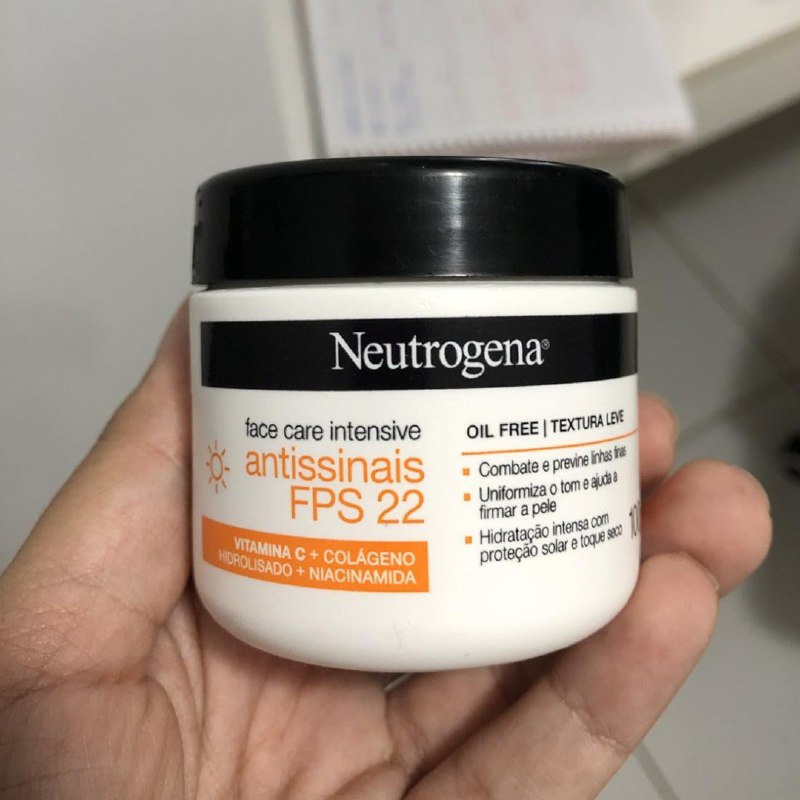 Neutrogena®
face care intensive
antissinais
FPS 22
VITAMINA C + COLÁGENO
HIDROLISADO + NIACINAMIDA
OIL FREE | TEXTURA LEVE
Combate e previne linhas finas
Uniformiza o tom e ajuda a
firmar a pele
Hidratação intensa com
proteção solar e toque seco